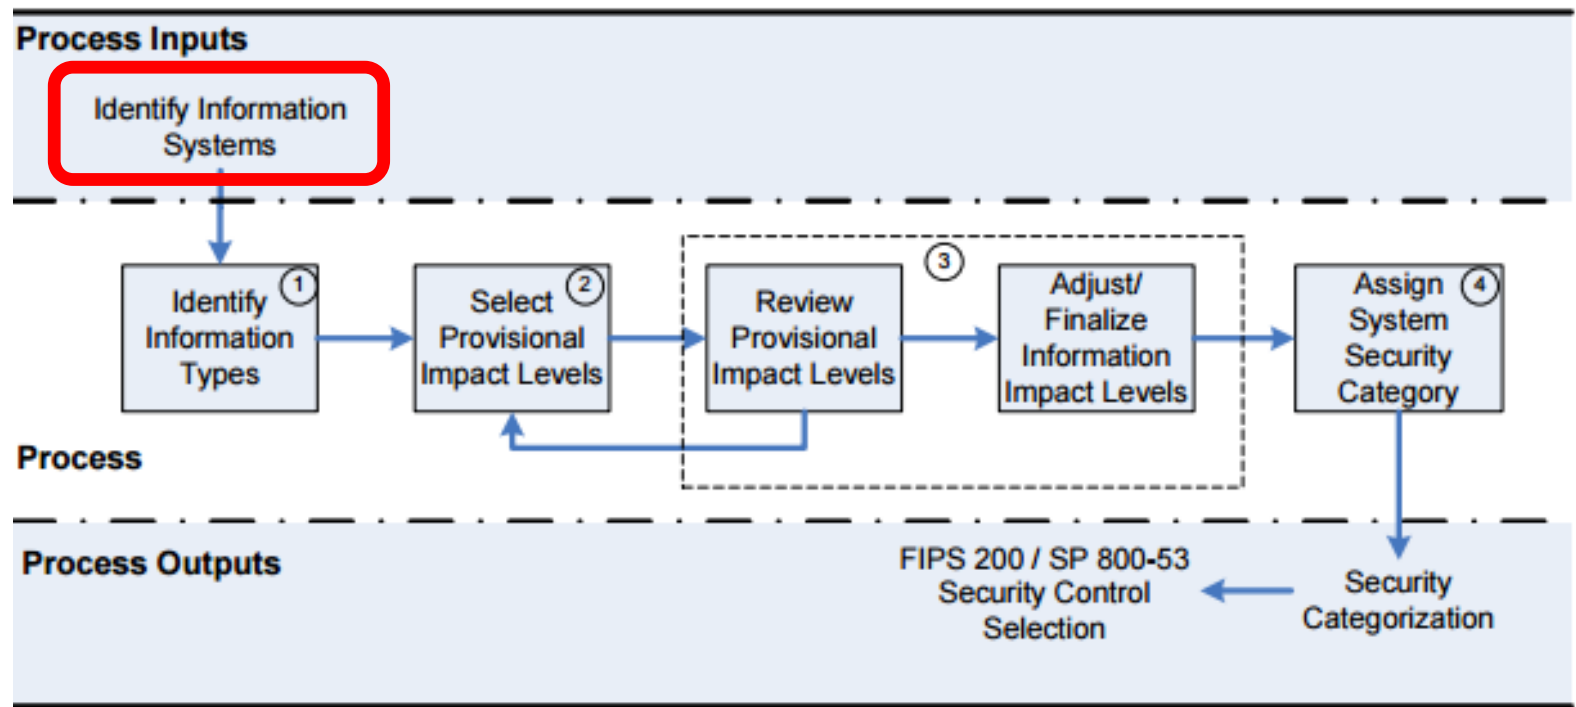 Process Inputs
Identify Information
Systems
1
Identify
Information
Types
2
Select
Provisional
Impact Levels
3
Review
Provisional
Impact Levels
Adjust/
Finalize
Information
Impact Levels
4
Assign
System
Security
Category
Process
Process Outputs
FIPS 200 / SP 800-53
Security Control
Selection
Security
Categorization